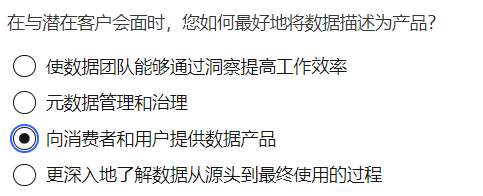 在与潜在客户会面时，您如何最好地将数据描述为产品？
使数据团队能够通过洞察提高工作效率
元数据管理和治理
向消费者和用户提供数据产品
更深入地了解数据从源头到最终使用的过程